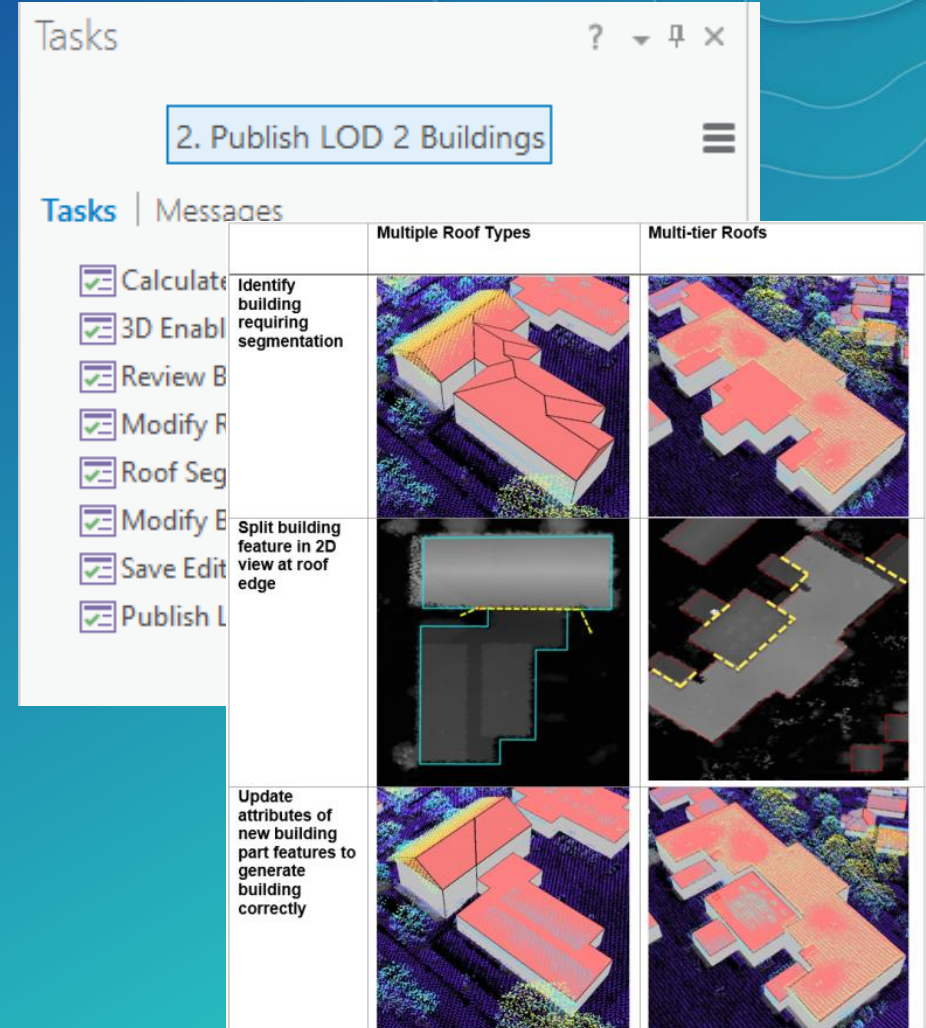 Tasks
?
2. Publish LOD 2 Buildings
Tasks | Messages
Calculate
3D Enabl
Review B
Modify R
Roof Seg
Modify B
Save Edit
Publish L
Multiple Roof Types
Multi-tier Roofs
Identify
building
requiring
segmentation
Split building
feature in 2D
view at roof
edge
Update
attributes of
new building
part features to
generate
building
correctly